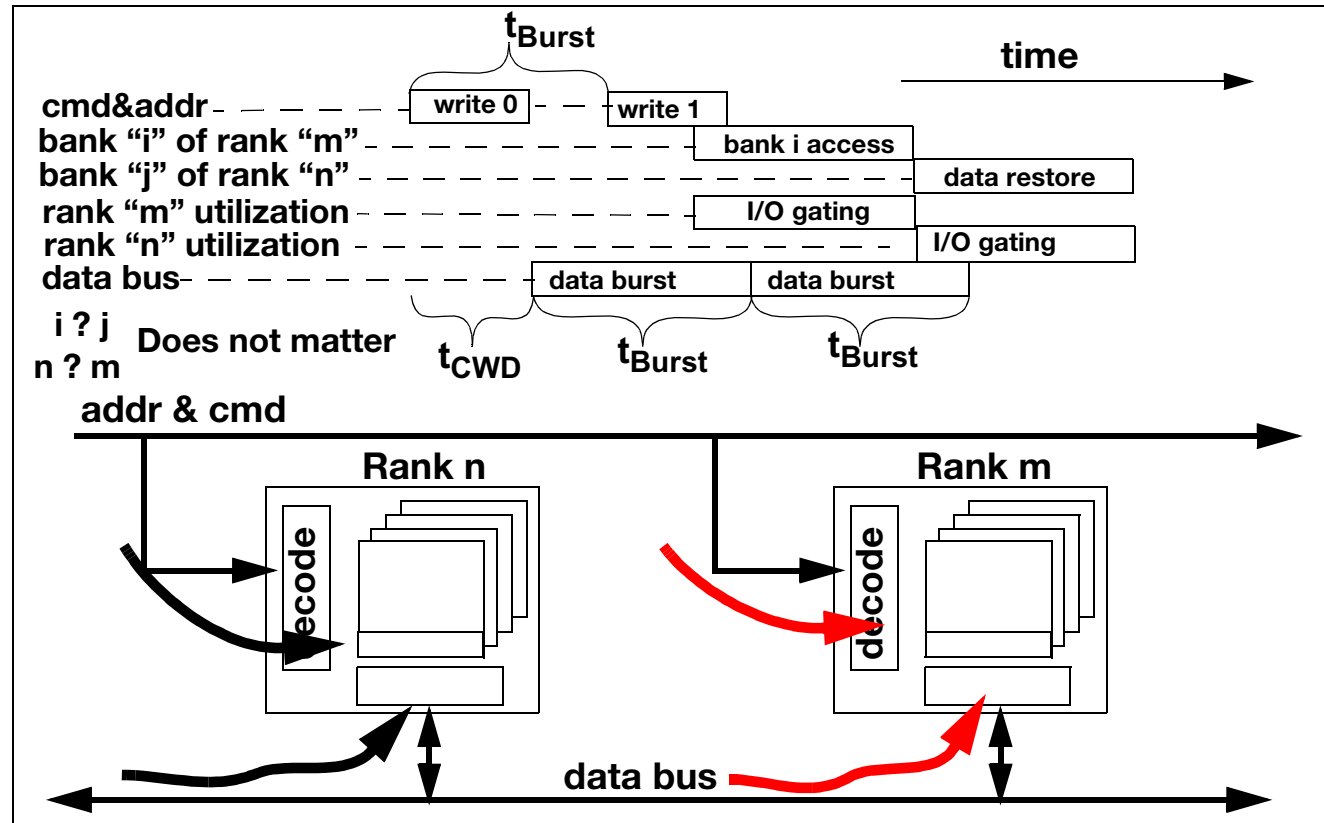 tBurst
time
cmd&addr
write 0
write 1
bank “i” of rank “m”
bank i access
bank “j” of rank “n”
data restore
rank “m” utilization
I/O gating
rank “n” utilization
I/O gating
data bus
data burst
data burst
i ? j
n ? m
Does not matter
tCWD
tBurst
tBurst
addr & cmd
Rank n
Rank m
decode
decode
data bus